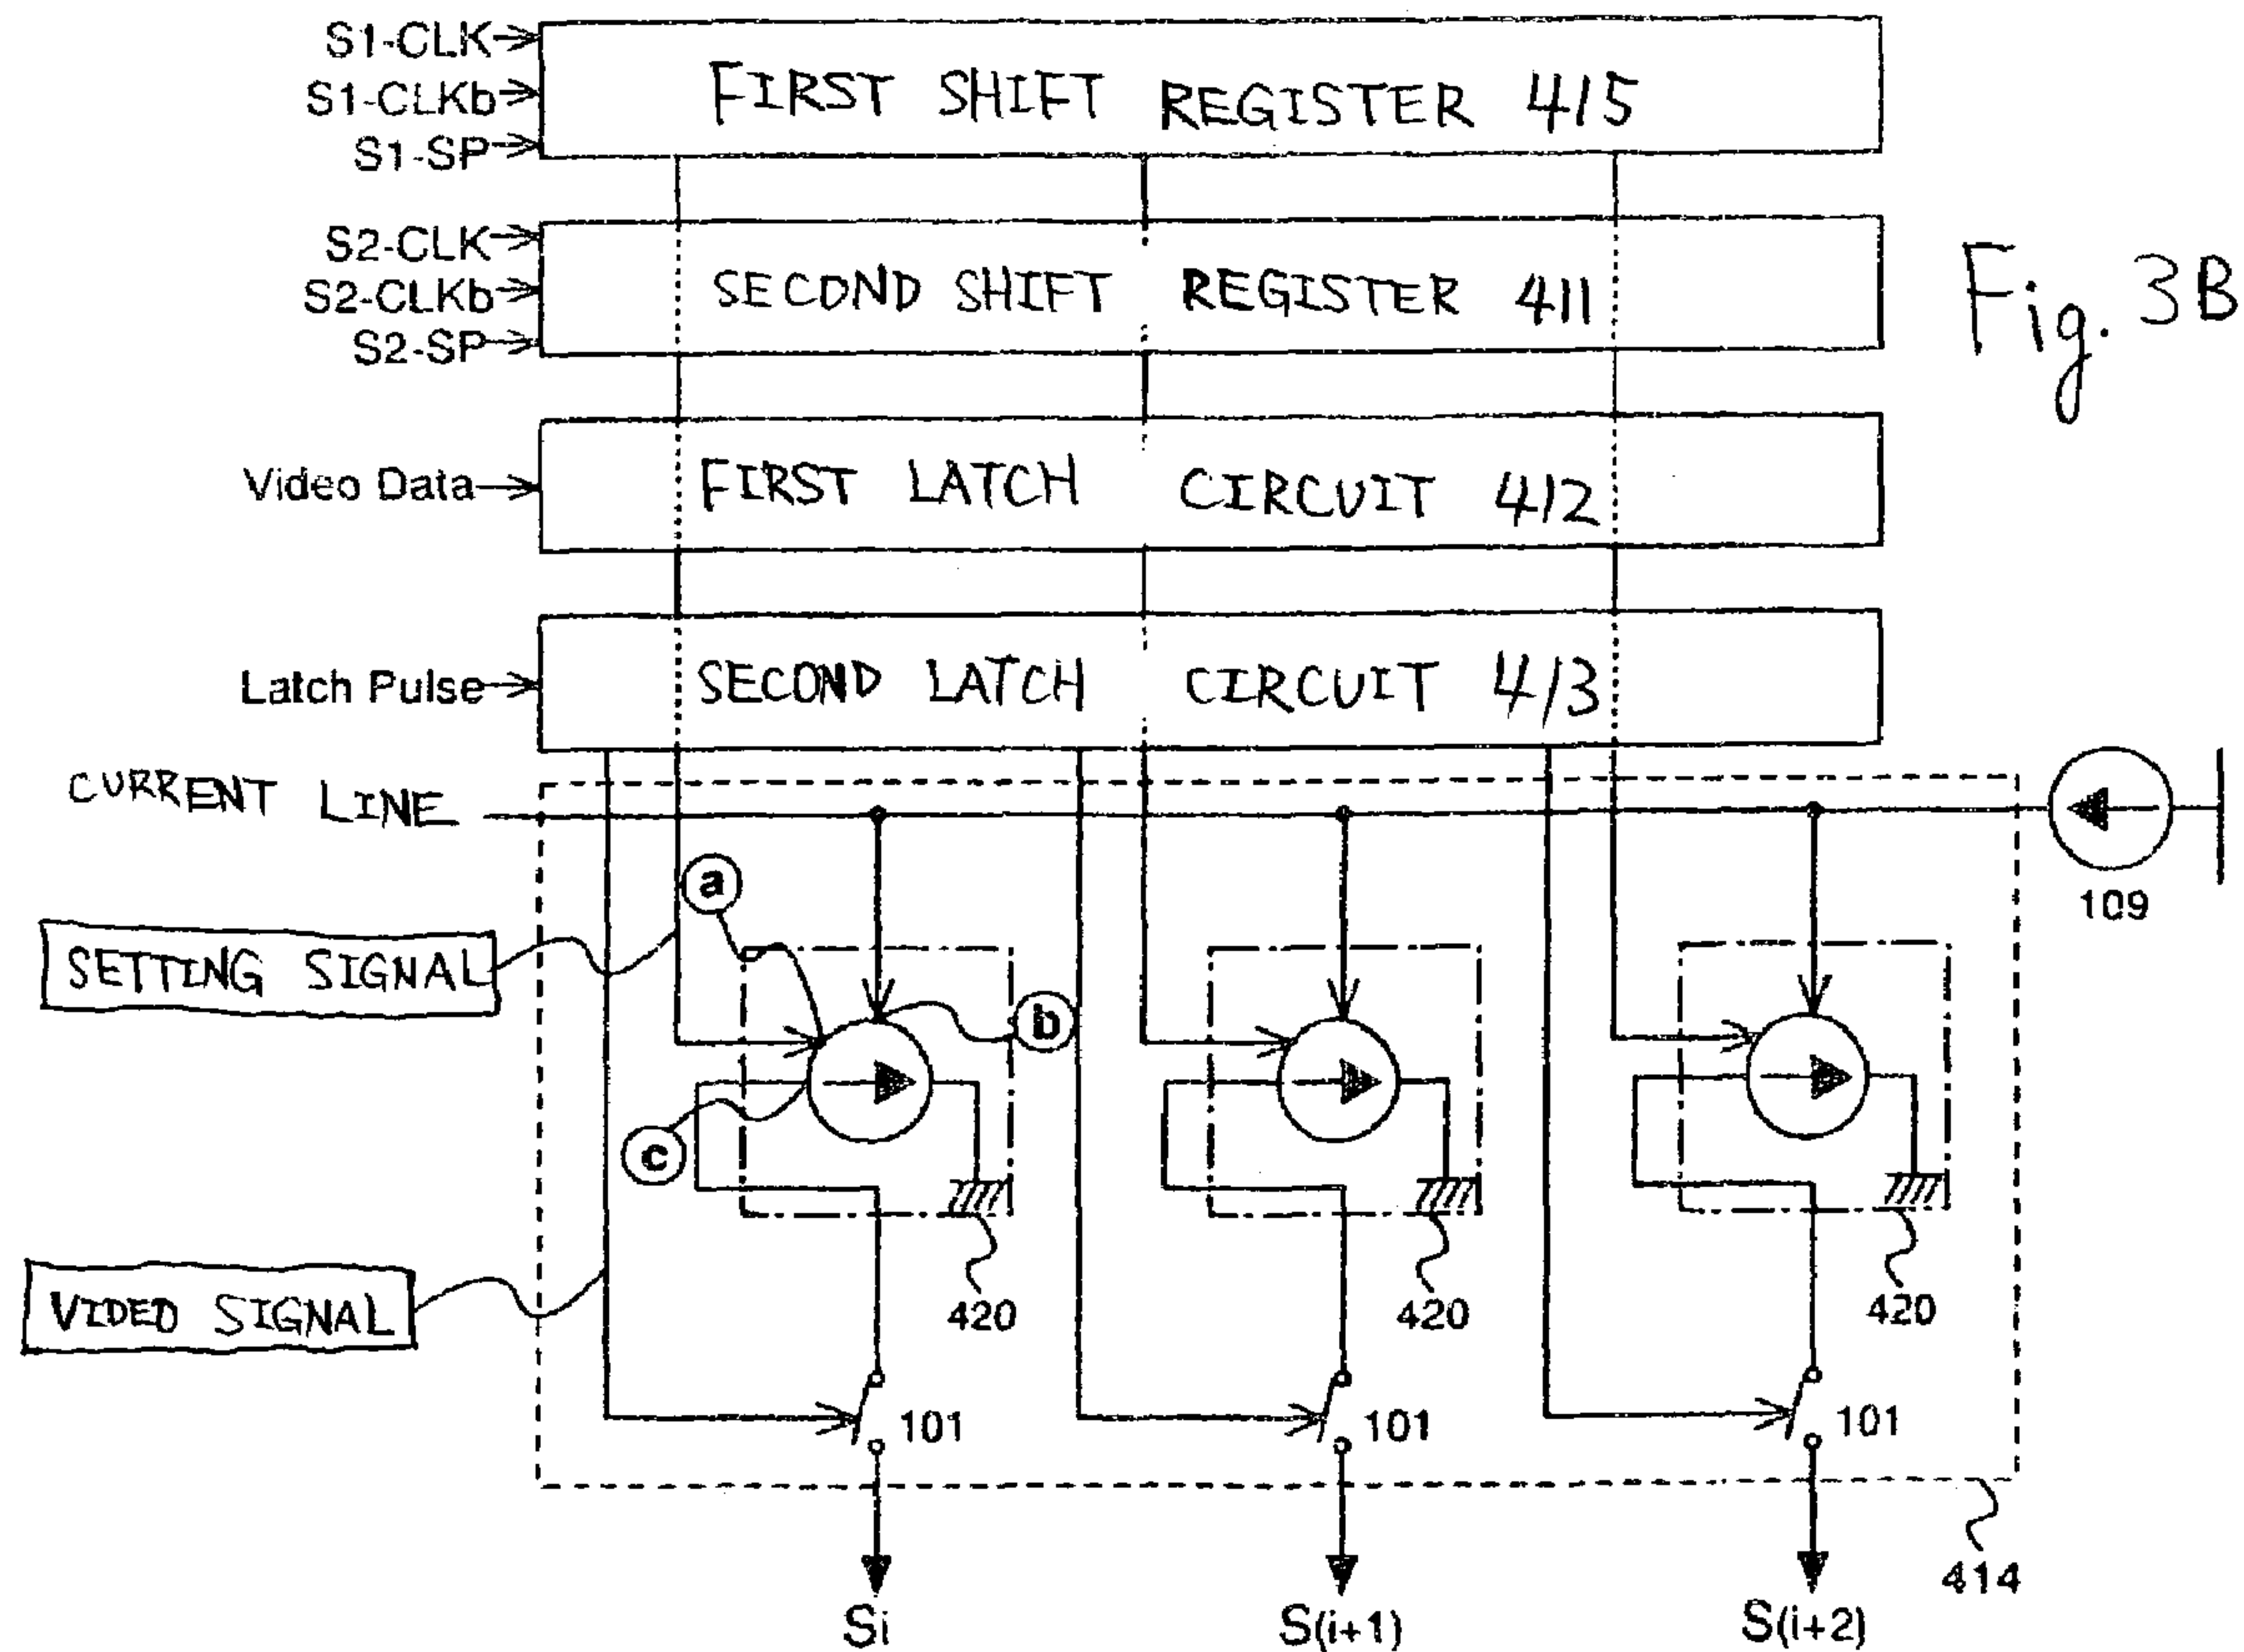 S1-CLK
S1-CLKb
S1-SP
FIRST SHIFT REGISTER 415
S2-CLK
S2-CLKb
S2-SP
SECOND SHIFT REGISTER 411
Fig. 3B
Video Data
FIRST LATCH CIRCUIT 412
Latch Pulse
SECOND LATCH CIRCUIT 413
CURRENT LINE
109
a
SETTING SIGNAL
b
c
420
420
420
VIDEO SIGNAL
101
101
101
414
Si
S(i+1)
S(i+2)